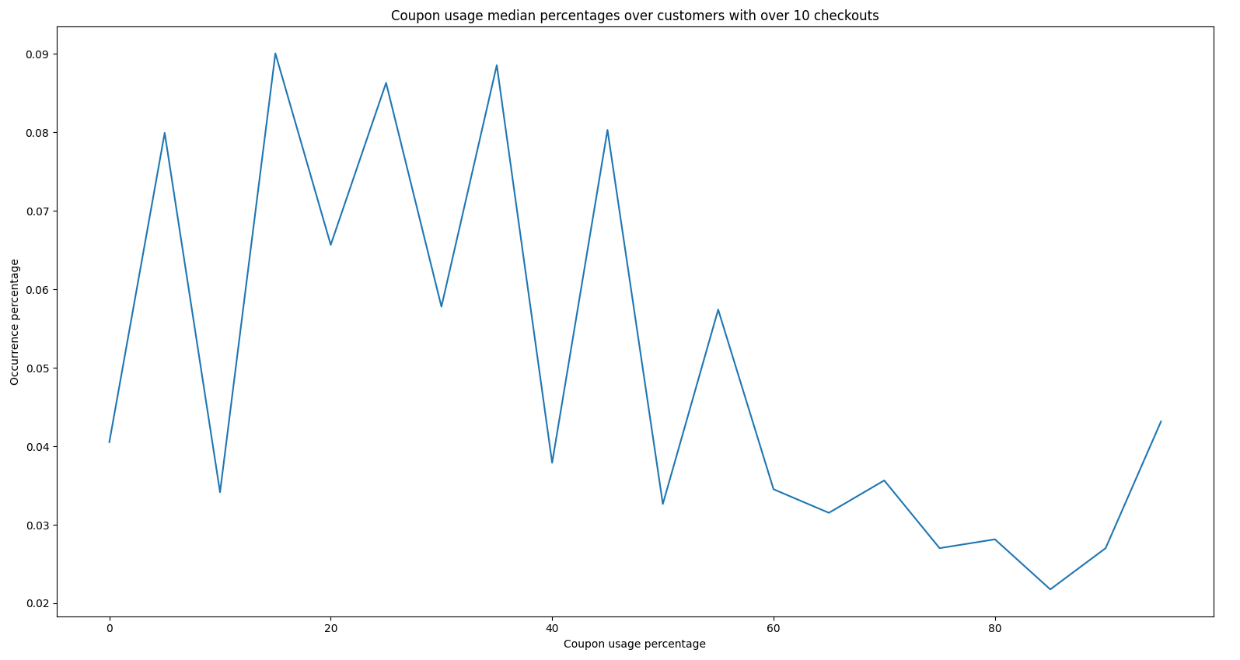 Coupon usage median percentages over customers with over 10 checkouts
0.09
0.08
0.07
0.06
0.05
0.04
0.03
0.02
Occurrence percentage
0 20 40 60 80
Coupon usage percentage